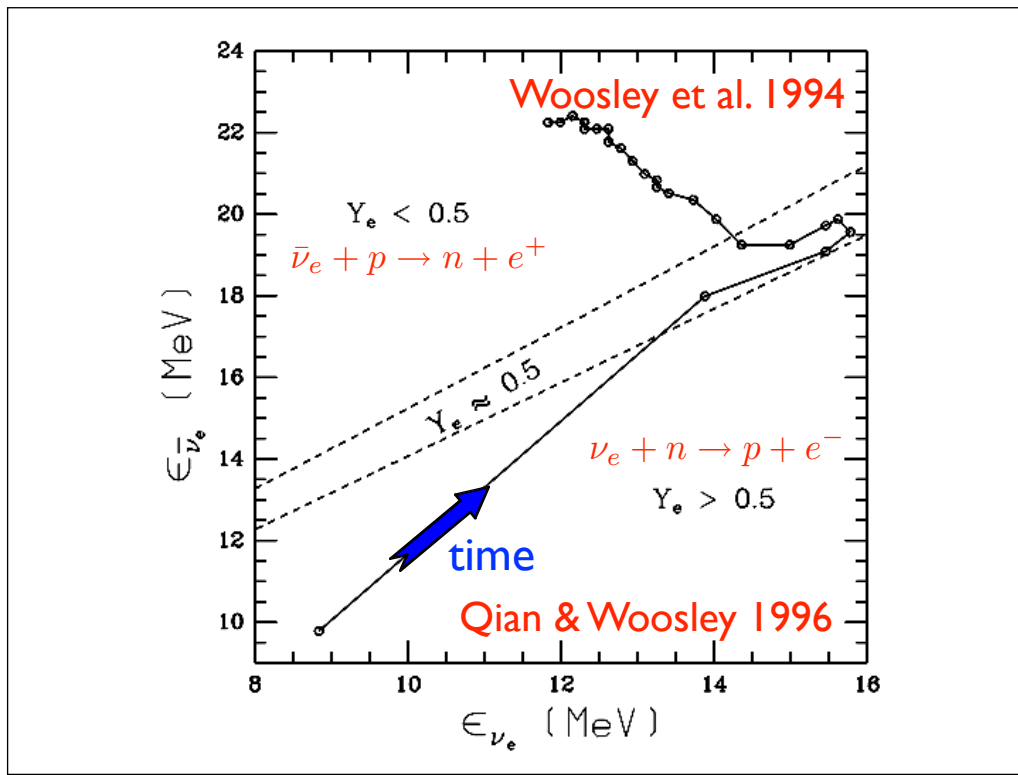 24
22
20
18
16
14
12
10
8
10
12
14
16
ϵ_ν̄ₑ (MeV)
ϵ_νₑ (MeV)
Woosley et al. 1994
Yₑ < 0.5
ν̄ₑ + p → n + e⁺
Yₑ ≈ 0.5
νₑ + n → p + e⁻
Yₑ > 0.5
time
Qian & Woosley 1996